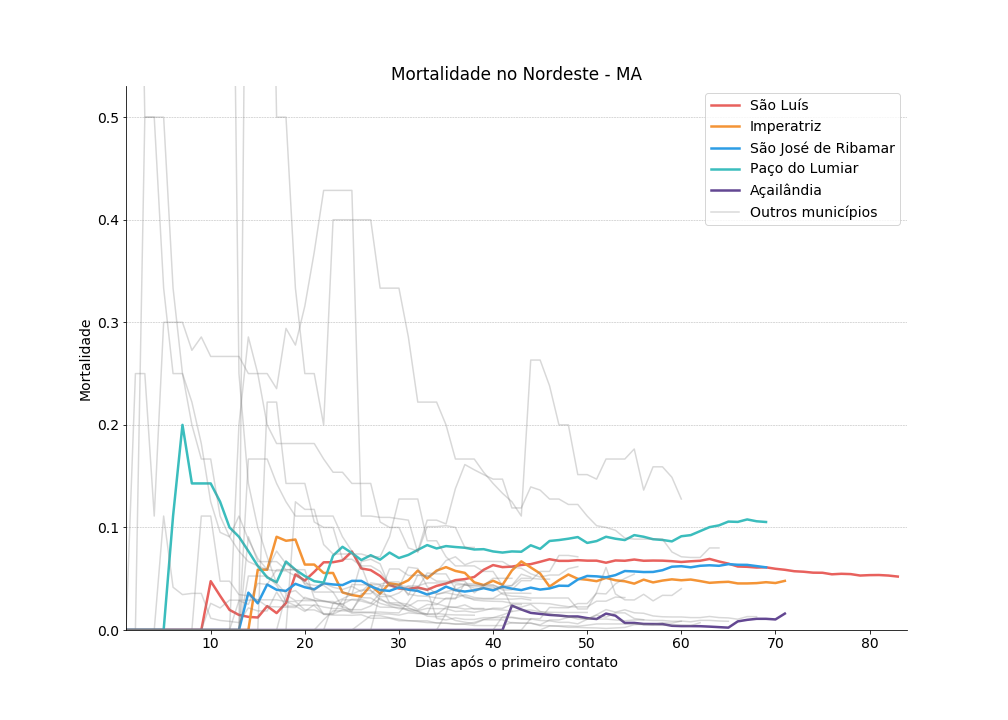 Mortalidade no Nordeste - MA
São Luís
Imperatriz
São José de Ribamar
Paço do Lumiar
Açailândia
Outros municípios
Mortalidade
0.5
0.4
0.3
0.2
0.1
0.0
10 20 30 40 50 60 70 80
Dias após o primeiro contato